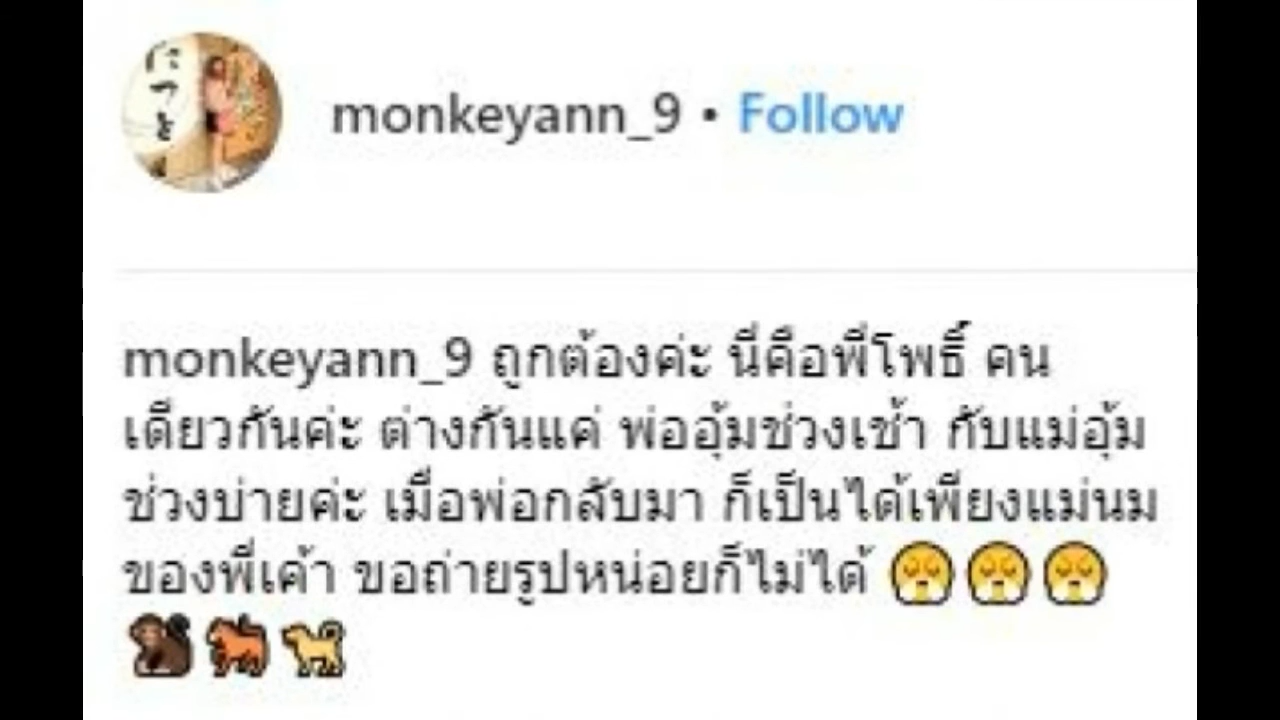 monkeyann_9 • Follow
monkeyann_9 ถูกต้องค่ะ นี่คือพี่โพธิ์ คน
เดียวกันค่ะ ต่างกันแค่ พ่ออุ้มช่วงเช้า กับแม่อุ้ม
ช่วงบ่ายค่ะ เมื่อพ่อกลับมา ก็เป็นได้เพียงแม่นม
ของพี่เค้า ขอถ่ายรูปหน่อยก็ไม่ได้ 😤😤😤
🐒🐕🐕